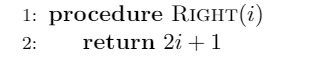 1: procedure RIGHT(i)
2: return 2i + 1